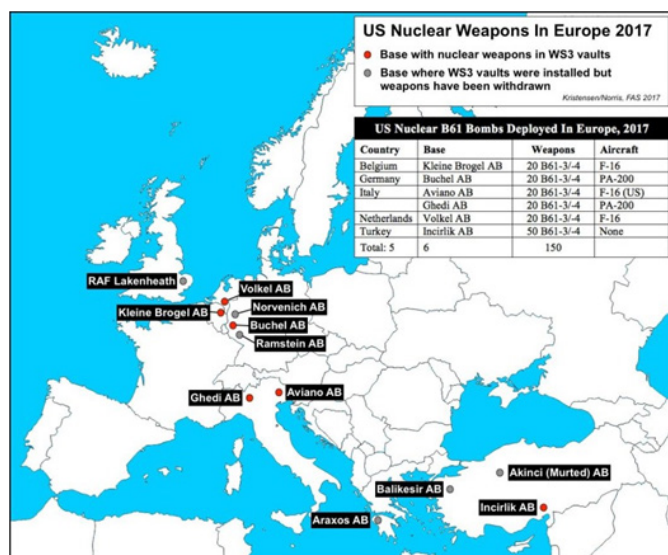 US Nuclear Weapons In Europe 2017
Base with nuclear weapons in WS3 vaults
Base where WS3 vaults were installed but
weapons have been withdrawn
Kristensen/Norris, FAS 2017
US Nuclear B61 Bombs Deployed In Europe, 2017
Country Base Weapons Aircraft
Belgium Kleine Brogel AB 20 B61-3/-4 F-16
Germany Buchel AB 20 B61-3/-4 PA-200
Italy Aviano AB 20 B61-3/-4 F-16 (US)
Ghedi AB 20 B61-3/-4 PA-200
Netherlands Volkel AB 20 B61-3/-4 F-16
Turkey Incirlik AB 50 B61-3/-4 None
Total: 5 6 150
RAF Lakenheath
Volkel AB
Norvenich AB
Kleine Brogel AB
Buchel AB
Ramstein AB
Ghedi AB
Aviano AB
Akinci (Murted) AB
Balikesir AB
Incirlik AB
Araxos AB